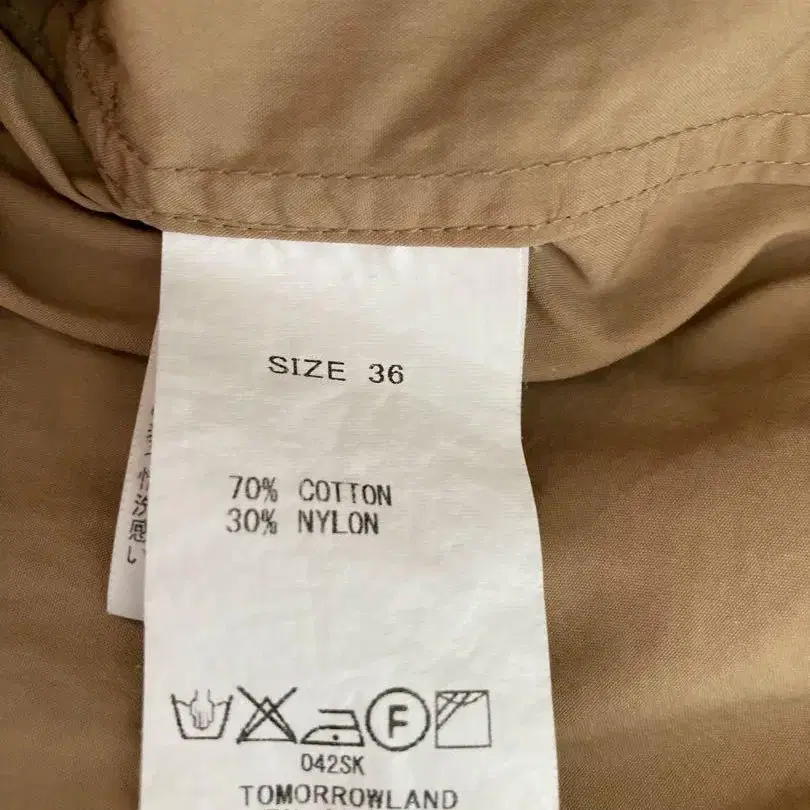 SIZE 36
70% COTTON
30% NYLON
F
042SK
TOMORROWLAND